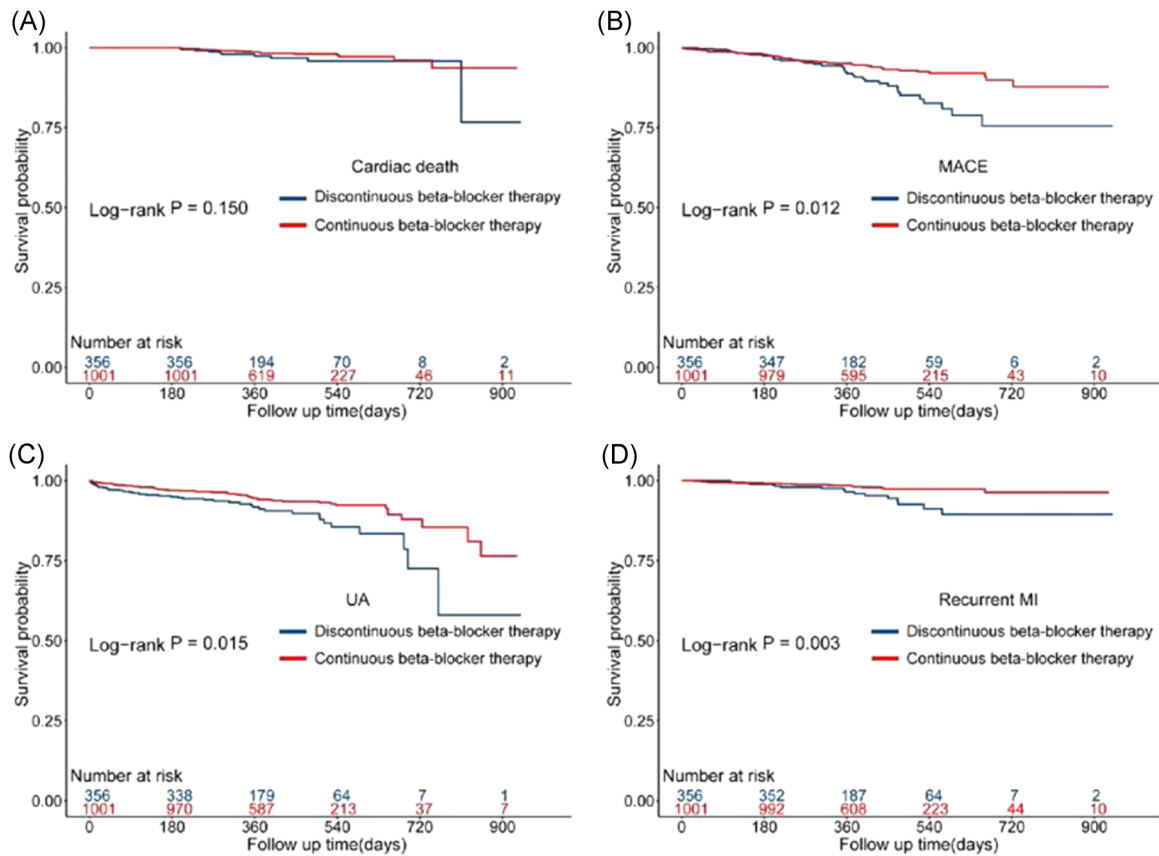 (A)
1.00
0.75
0.50
0.25
0.00
Survival probability
Cardiac death
Discontinuous beta-blocker therapy
Continuous beta-blocker therapy
Log-rank P = 0.150
Number at risk
356 356 194 70 8 2
1001 1001 619 227 46 11
0 180 360 540 720 900
Follow up time(days)
(B)
1.00
0.75
0.50
0.25
0.00
Survival probability
MACE
Discontinuous beta-blocker therapy
Continuous beta-blocker therapy
Log-rank P = 0.012
Number at risk
356 347 182 59 6 2
1001 979 595 215 43 10
0 180 360 540 720 900
Follow up time(days)
(C)
1.00
0.75
0.50
0.25
0.00
Survival probability
UA
Discontinuous beta-blocker therapy
Continuous beta-blocker therapy
Log-rank P = 0.015
Number at risk
356 338 179 64 7 1
1001 970 587 213 37 7
0 180 360 540 720 900
Follow up time(days)
(D)
1.00
0.75
0.50
0.25
0.00
Survival probability
Recurrent MI
Discontinuous beta-blocker therapy
Continuous beta-blocker therapy
Log-rank P = 0.003
Number at risk
356 352 187 64 7 2
1001 992 608 223 44 10
0 180 360 540 720 900
Follow up time(days)